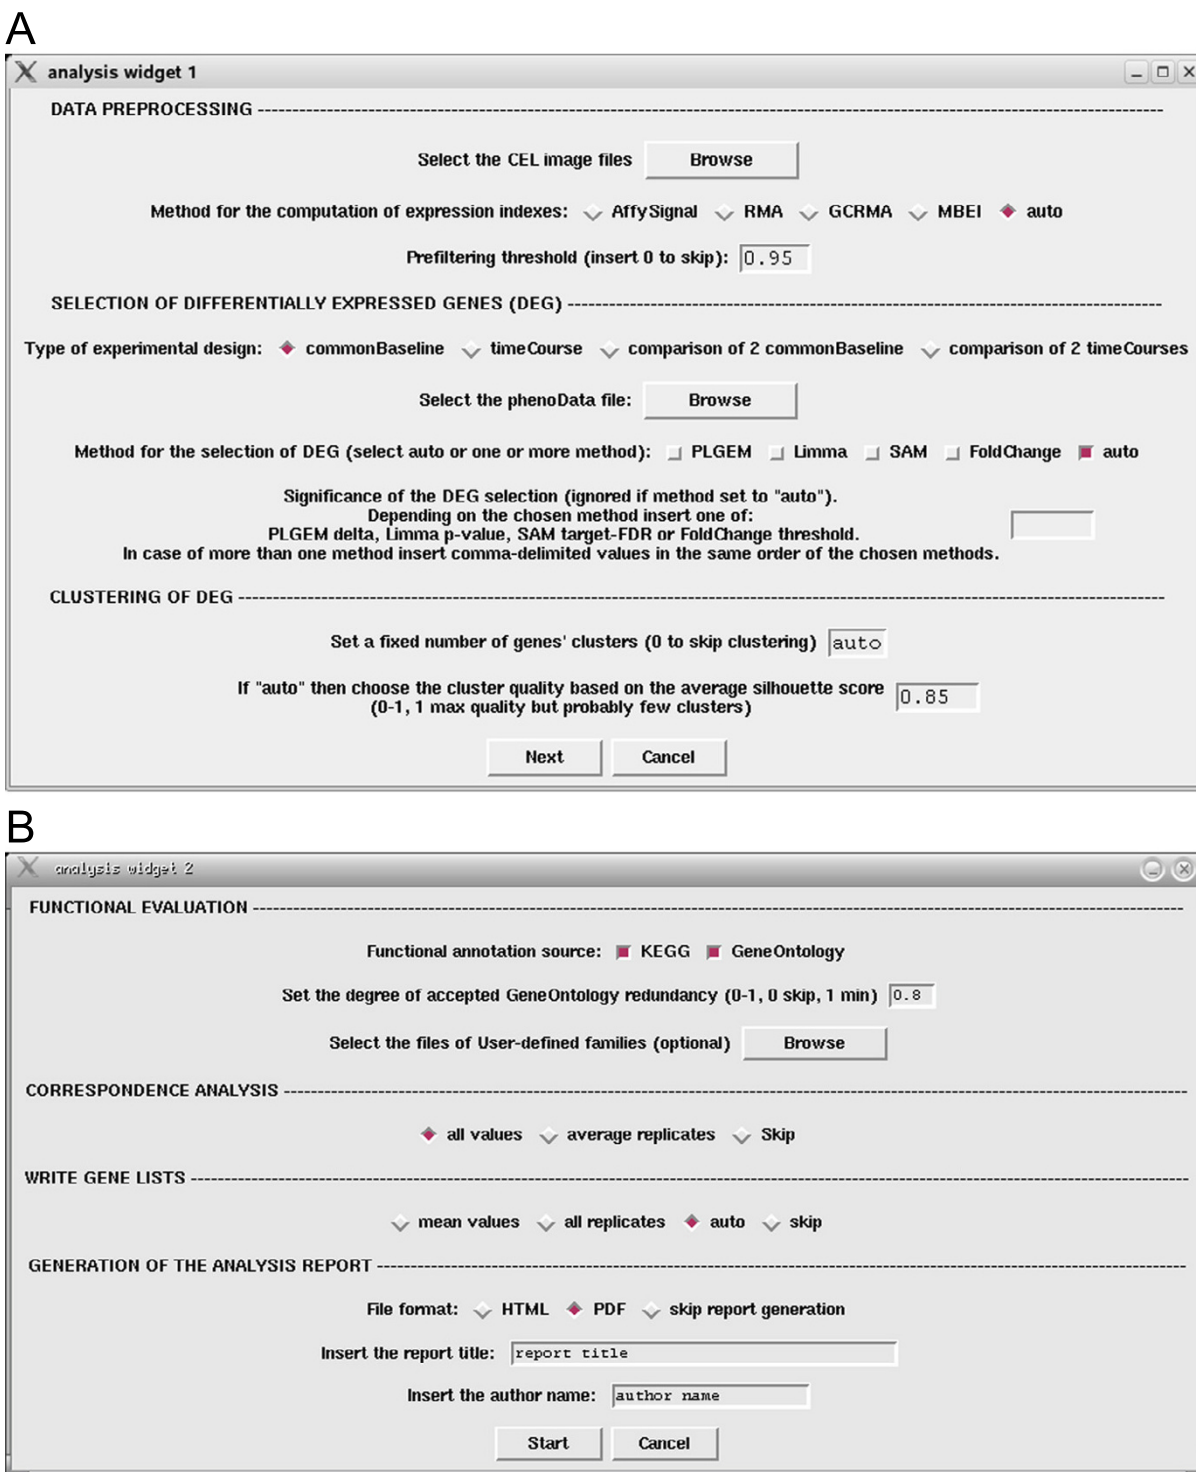 A
analysis widget 1
DATA PREPROCESSING
Select the CEL image files Browse
Method for the computation of expression indexes: AffySignal RMA GCRMA MBEI auto
Prefiltering threshold (insert 0 to skip): 0.95
SELECTION OF DIFFERENTIALLY EXPRESSED GENES (DEG)
Type of experimental design: commonBaseline timeCourse comparison of 2 commonBaseline comparison of 2 timeCourses
Select the phenoData file: Browse
Method for the selection of DEG (select auto or one or more method): PLGEM Limma SAM FoldChange auto
Significance of the DEG selection (ignored if method set to "auto").
Depending on the chosen method insert one of:
PLGEM delta, Limma p-value, SAM target-FDR or FoldChange threshold.
In case of more than one method insert comma-delimited values in the same order of the chosen methods.
CLUSTERING OF DEG
Set a fixed number of genes' clusters (0 to skip clustering) auto
If "auto" then choose the cluster quality based on the average silhouette score 0.85
(0-1, 1 max quality but probably few clusters)
Next Cancel
B
analysis widget 2
FUNCTIONAL EVALUATION
Functional annotation source: KEGG GeneOntology
Set the degree of accepted GeneOntology redundancy (0-1, 0 skip, 1 min) 0.8
Select the files of User-defined families (optional) Browse
CORRESPONDENCE ANALYSIS
all values average replicates Skip
WRITE GENE LISTS
mean values all replicates auto skip
GENERATION OF THE ANALYSIS REPORT
File format: HTML PDF skip report generation
Insert the report title: report title
Insert the author name: author name
Start Cancel